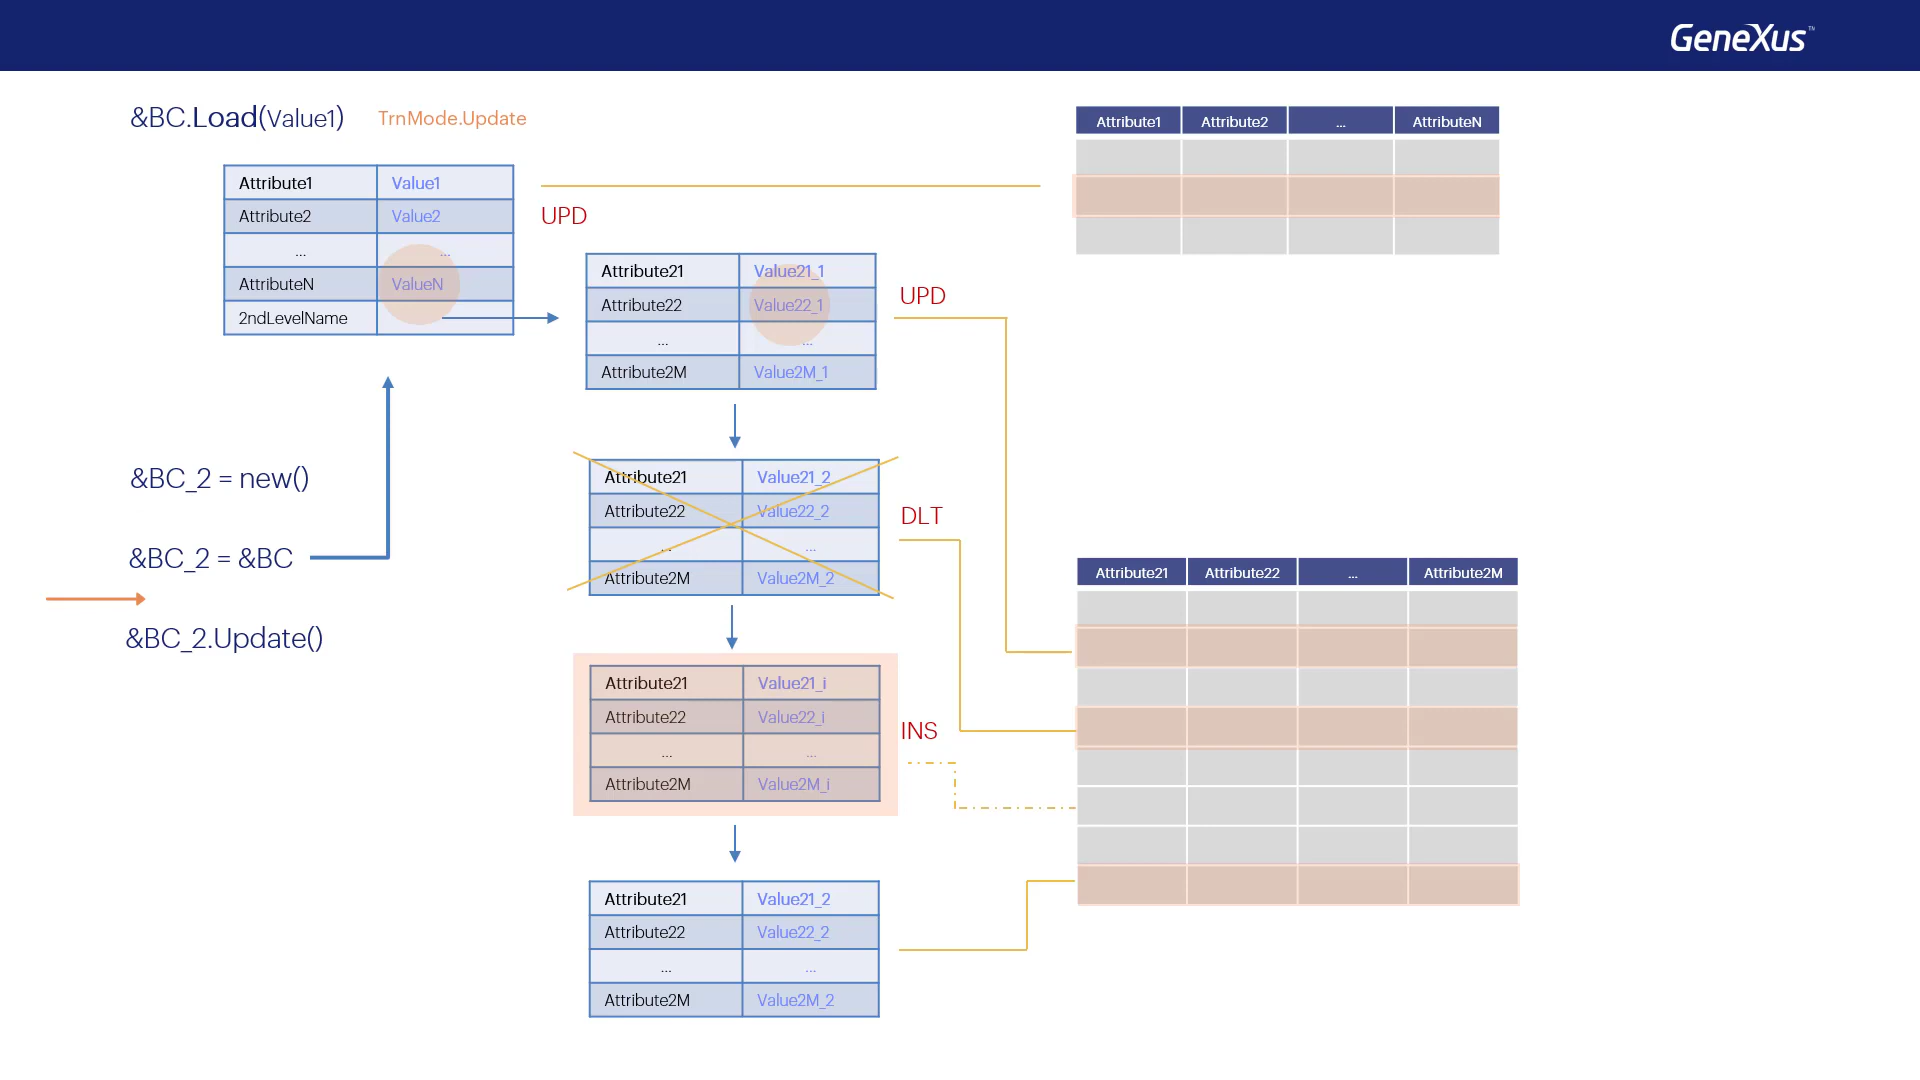 GeneXus™
&BC.Load(Value1) TrnMode.Update
Attribute1 Value1
Attribute2 Value2
... ...
AttributeN ValueN
2ndLevelName
UPD
Attribute1 Attribute2 ... AttributeN
Attribute21 Value21_1
Attribute22 Value22_1
... ...
Attribute2M Value2M_1
UPD
&BC_2 = new()
&BC_2 = &BC
&BC_2.Update()
Attribute21 Value21_2
Attribute22 Value22_2
... ...
Attribute2M Value2M_2
DLT
Attribute21 Value21_i
Attribute22 Value22_i
... ...
Attribute2M Value2M_i
INS
Attribute21 Value21_2
Attribute22 Value22_2
... ...
Attribute2M Value2M_2
Attribute21 Attribute22 ... Attribute2M